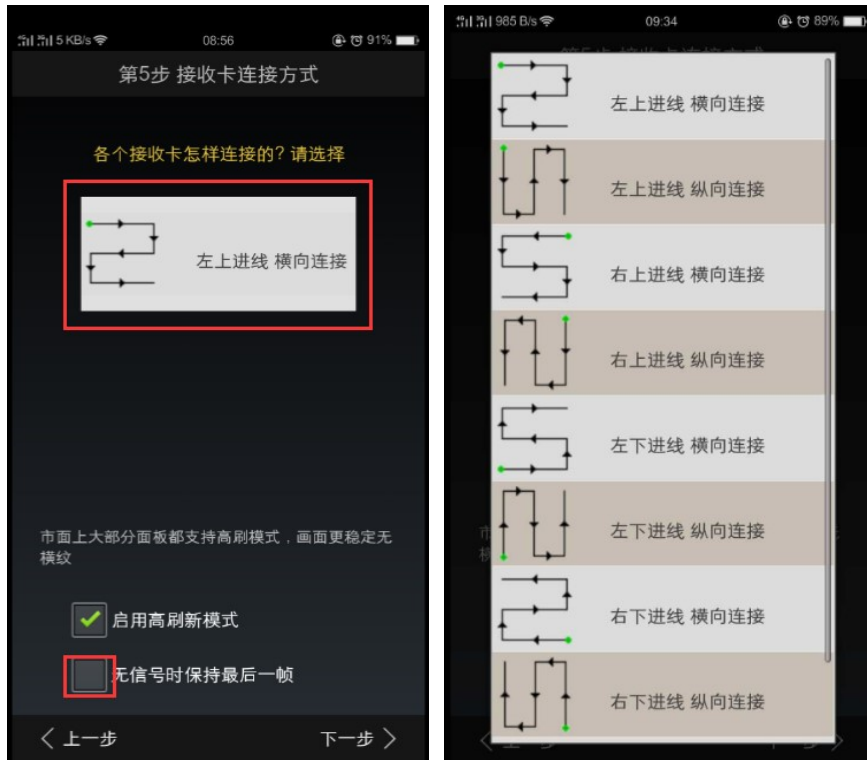 5 KB/s
08:56
91%
第5步 接收卡连接方式
各个接收卡怎样连接的? 请选择
左上进线 横向连接
市面上大部分面板都支持高刷模式，画面更稳定无
横纹
启用高刷新模式
无信号时保持最后一帧
上一步
下一步
985 B/s
09:34
89%
左上进线 横向连接
左上进线 纵向连接
右上进线 横向连接
右上进线 纵向连接
左下进线 横向连接
左下进线 纵向连接
右下进线 横向连接
右下进线 纵向连接